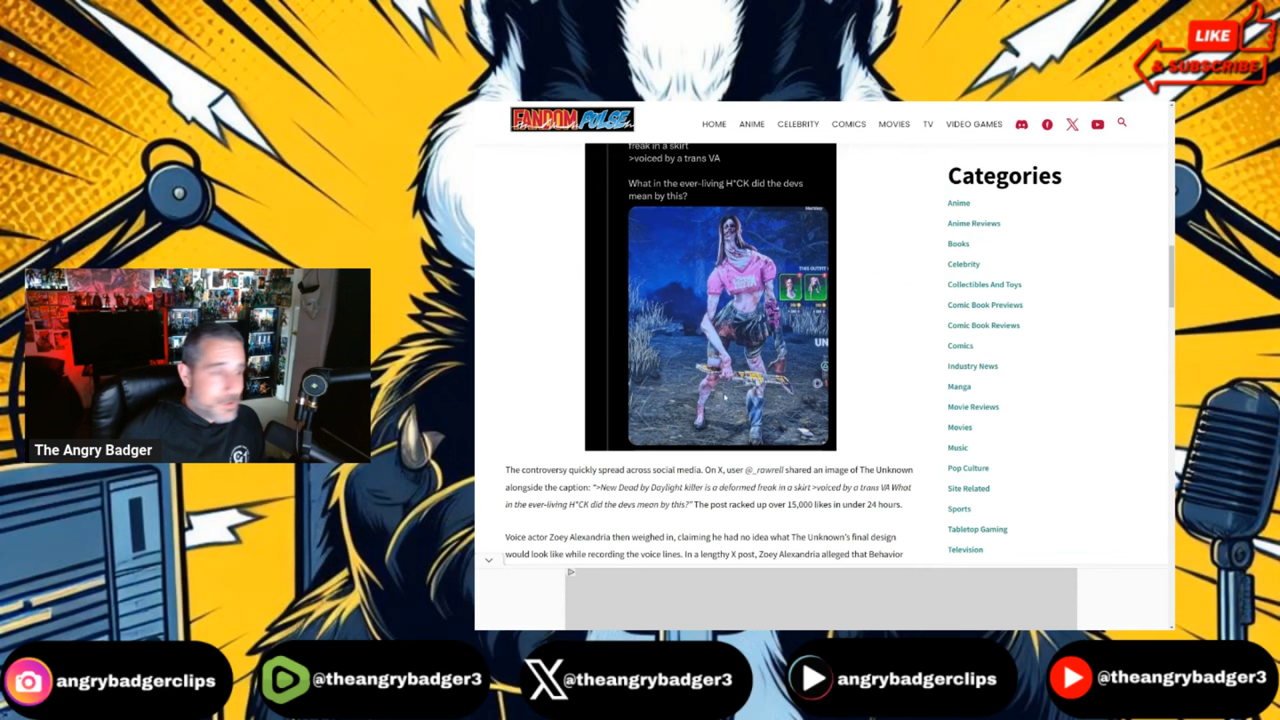 LIKE
& SUBSCRIBE
FANDOM PULSE
HOME ANIME CELEBRITY COMICS MOVIES TV VIDEO GAMES
freak in a skirt
>voiced by a trans VA
What in the ever-living H*CK did the devs
mean by this?
THIS OUTFIT
UN
Categories
Anime
Anime Reviews
Books
Celebrity
Collectibles And Toys
Comic Book Previews
Comic Book Reviews
Comics
Industry News
Manga
Movie Reviews
Movies
Music
Pop Culture
Site Related
Sports
Tabletop Gaming
Television
The controversy quickly spread across social media. On X, user @_rawrell shared an image of The Unknown
alongside the caption: “>New Dead by Daylight killer is a deformed freak in a skirt >voiced by a trans VA What
in the ever-living H*CK did the devs mean by this?” The post racked up over 15,000 likes in under 24 hours.
Voice actor Zoey Alexandria then weighed in, claiming he had no idea what The Unknown’s final design
would look like while recording the voice lines. In a lengthy X post, Zoey Alexandria alleged that Behavior
The Angry Badger
angrybadgerclips
@theangrybadger3
@theangrybadger3
angrybadgerclips
@theangrybadger3